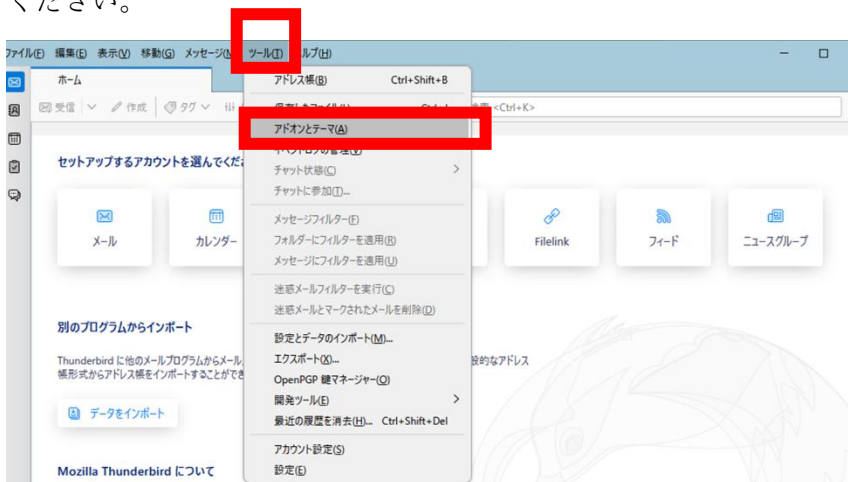 ください。
ファイル(F) 編集(E) 表示(V) 移動(G) メッセージ(M) ツール(T) ヘルプ(H)
ホーム
受信 作成 タグ
<Ctrl+K>
アドレス帳(B) Ctrl+Shift+B
アドオンとテーマ(A)
チャット状態(C)
チャットに参加(I)...
メッセージフィルター(F)
フォルダーにフィルターを適用(R)
メッセージにフィルターを適用(U)
迷惑メールフィルターを実行(C)
迷惑メールとマークされたメールを削除(D)
設定とデータのインポート(M)...
エクスポート(X)...
OpenPGP 鍵マネージャー(O)
開発ツール(E)
最近の履歴を消去(H)... Ctrl+Shift+Del
アカウント設定(S)
設定(E)
セットアップするアカウントを選んでくだ
メール
カレンダー
Filelink
フィード
ニュースグループ
別のプログラムからインポート
Thunderbird に他のメールプログラムからメール 般的なアドレス
帳形式からアドレス帳をインポートすることができ
データをインポート
Mozilla Thunderbird について